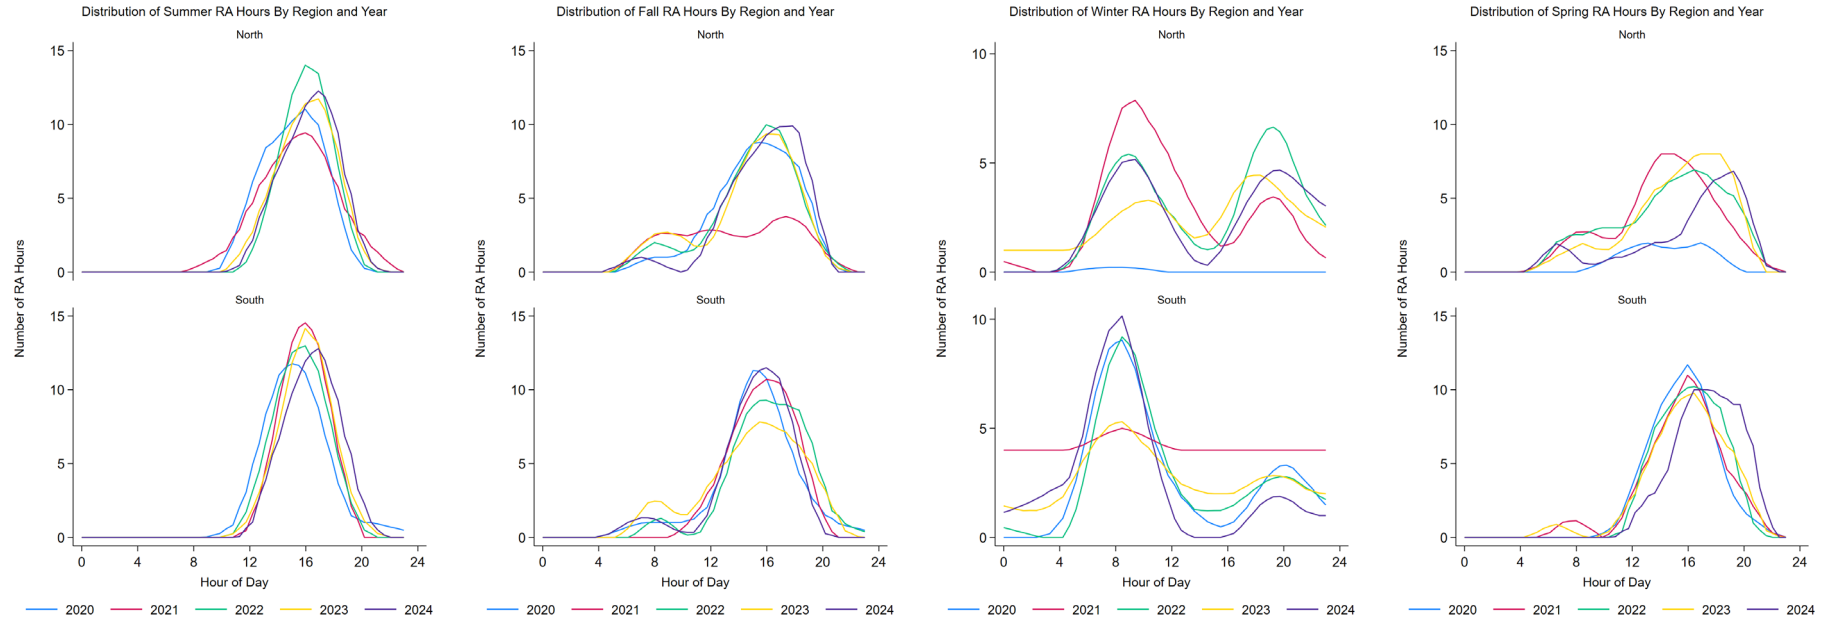 Distribution of Summer RA Hours By Region and Year
North
15
10
5
0
South
15
10
5
0
Number of RA Hours
0 4 8 12 16 20 24
Hour of Day
2020 2021 2022 2023 2024
Distribution of Fall RA Hours By Region and Year
North
15
10
5
0
South
15
10
5
0
Number of RA Hours
0 4 8 12 16 20 24
Hour of Day
2020 2021 2022 2023 2024
Distribution of Winter RA Hours By Region and Year
North
10
5
0
South
10
5
0
Number of RA Hours
0 4 8 12 16 20 24
Hour of Day
2020 2021 2022 2023 2024
Distribution of Spring RA Hours By Region and Year
North
15
10
5
0
South
15
10
5
0
Number of RA Hours
0 4 8 12 16 20 24
Hour of Day
2020 2021 2022 2023 2024